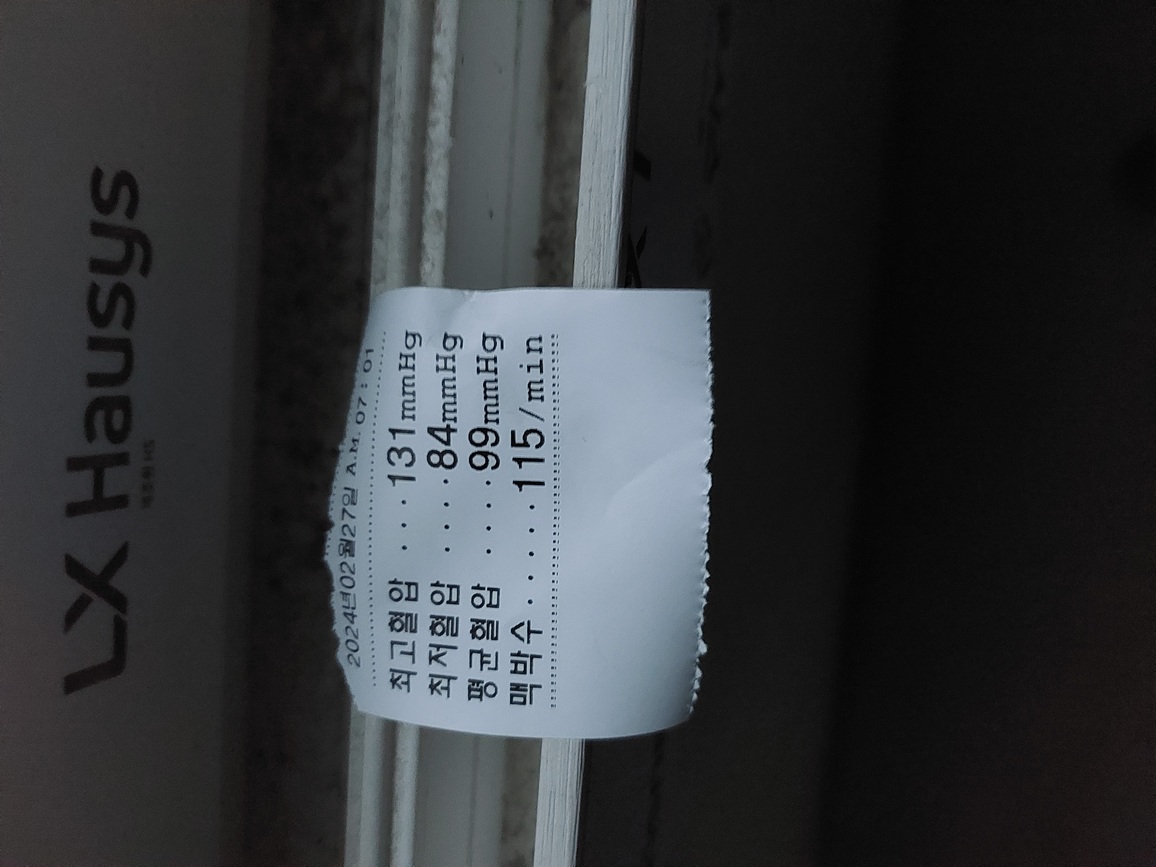 LX Hausys
2024년02월27일 A.M. 07:01
최고혈압 ...131mmHg
최저혈압 ....84mmHg
평균혈압 ....99mmHg
맥박수......115/min